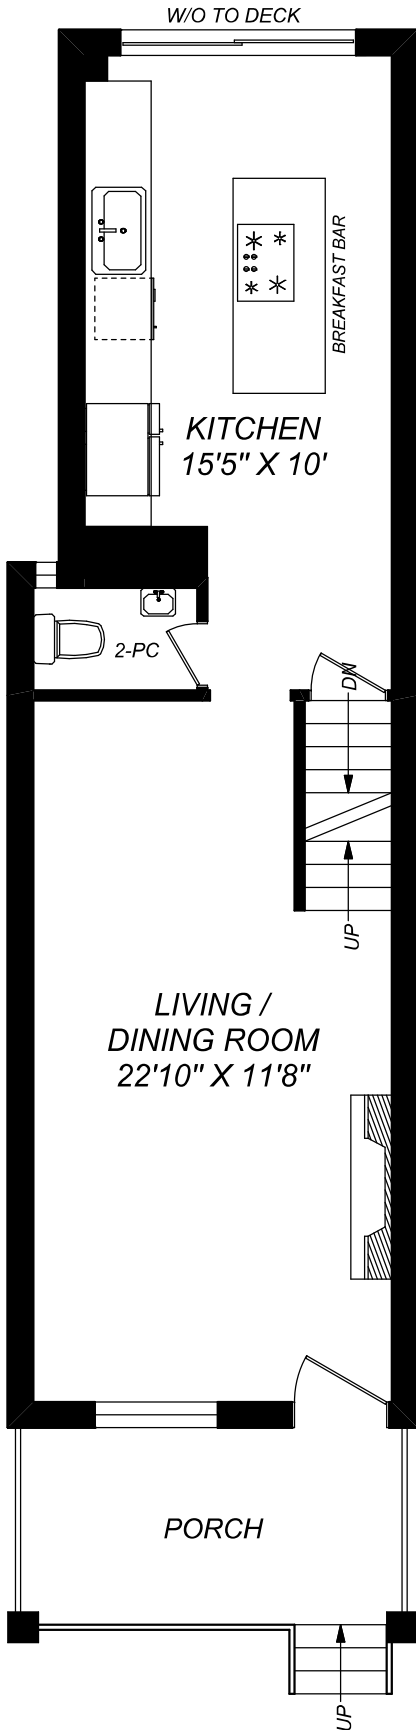 W/O TO DECK
BREAKFAST BAR
KITCHEN
15'5" X 10'
2-PC
DN
UP
LIVING /
DINING ROOM
22'10" X 11'8"
PORCH
UP